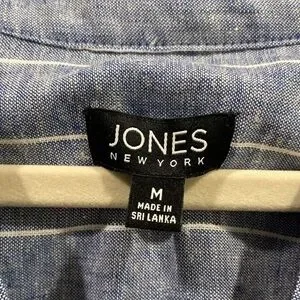 JONES
NEW YORK
M
MADE IN
SRI LANKA